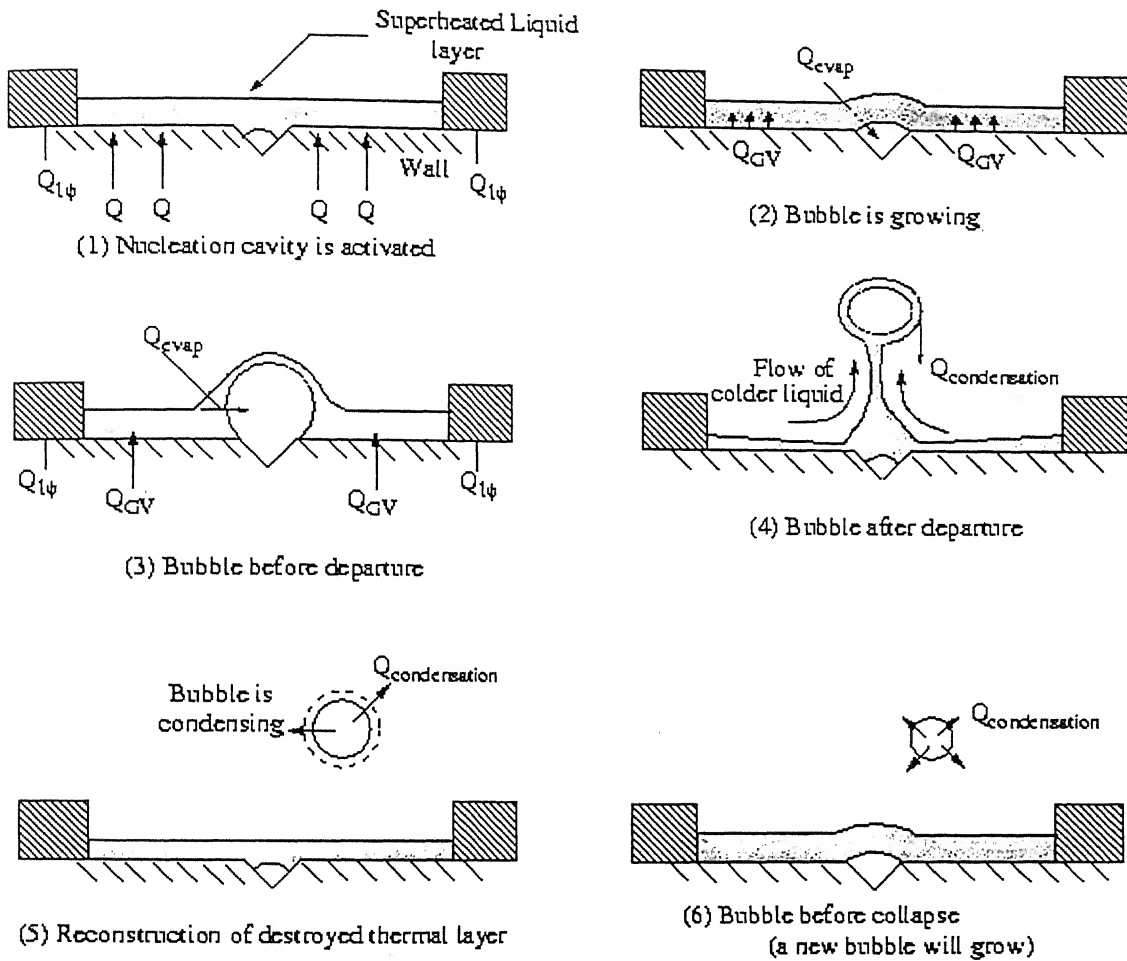 Superheated Liquid
layer
Wall
Q1ϕ
Q
Q
Q
Q
Q1ϕ
(1) Nucleation cavity is activated
Qevap
QGV
QGV
(2) Bubble is growing
Qevap
Q1ϕ
QGV
QGV
Q1ϕ
(3) Bubble before departure
Flow of
colder liquid
Qcondensation
(4) Bubble after departure
Qcondensation
Bubble is
condensing
(5) Reconstruction of destroyed thermal layer
Qcondensation
(6) Bubble before collapse
(a new bubble will grow)